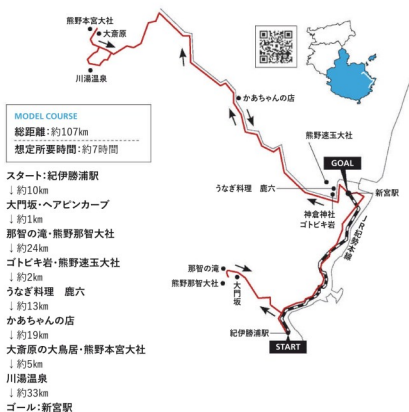 熊野本宮大社
大斎原
川湯温泉
かあちゃんの店
MODEL COURSE
総距離：約107km
想定所要時間：約7時間
スタート：紀伊勝浦駅
↓約10km
大門坂・ヘアピンカーブ
↓約1km
那智の滝・熊野那智大社
↓約24km
ゴトビキ岩・熊野速玉大社
↓約2km
うなぎ料理 鹿六
↓約13km
かあちゃんの店
↓約19km
大斎原の大鳥居・熊野本宮大社
↓約5km
川湯温泉
↓約33km
ゴール：新宮駅
熊野速玉大社
GOAL
うなぎ料理 鹿六
新宮駅
神倉神社
ゴトビキ岩
JR紀勢本線
那智の滝
熊野那智大社
大門坂
紀伊勝浦駅
START